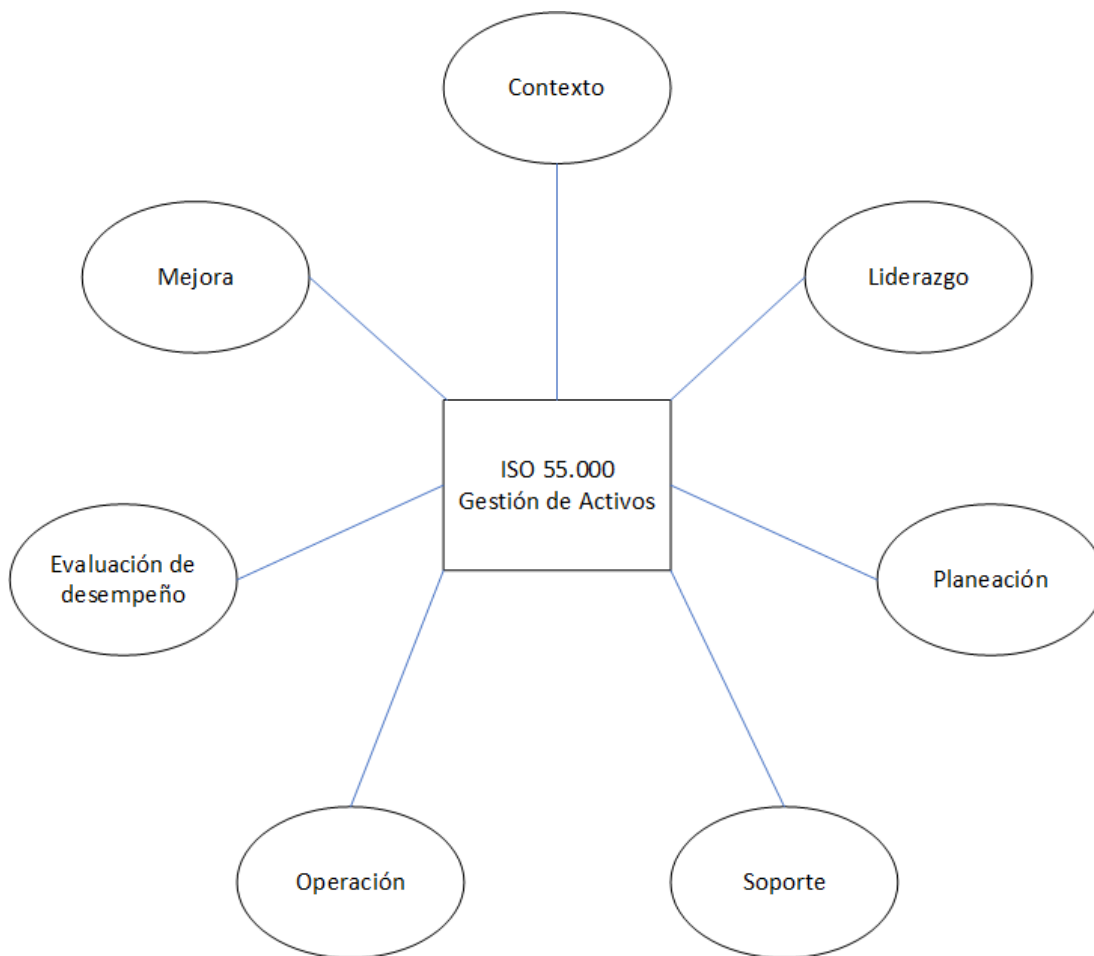 Contexto
Mejora
Liderazgo
ISO 55.000
Gestión de Activos
Evaluación de
desempeño
Planeación
Operación
Soporte